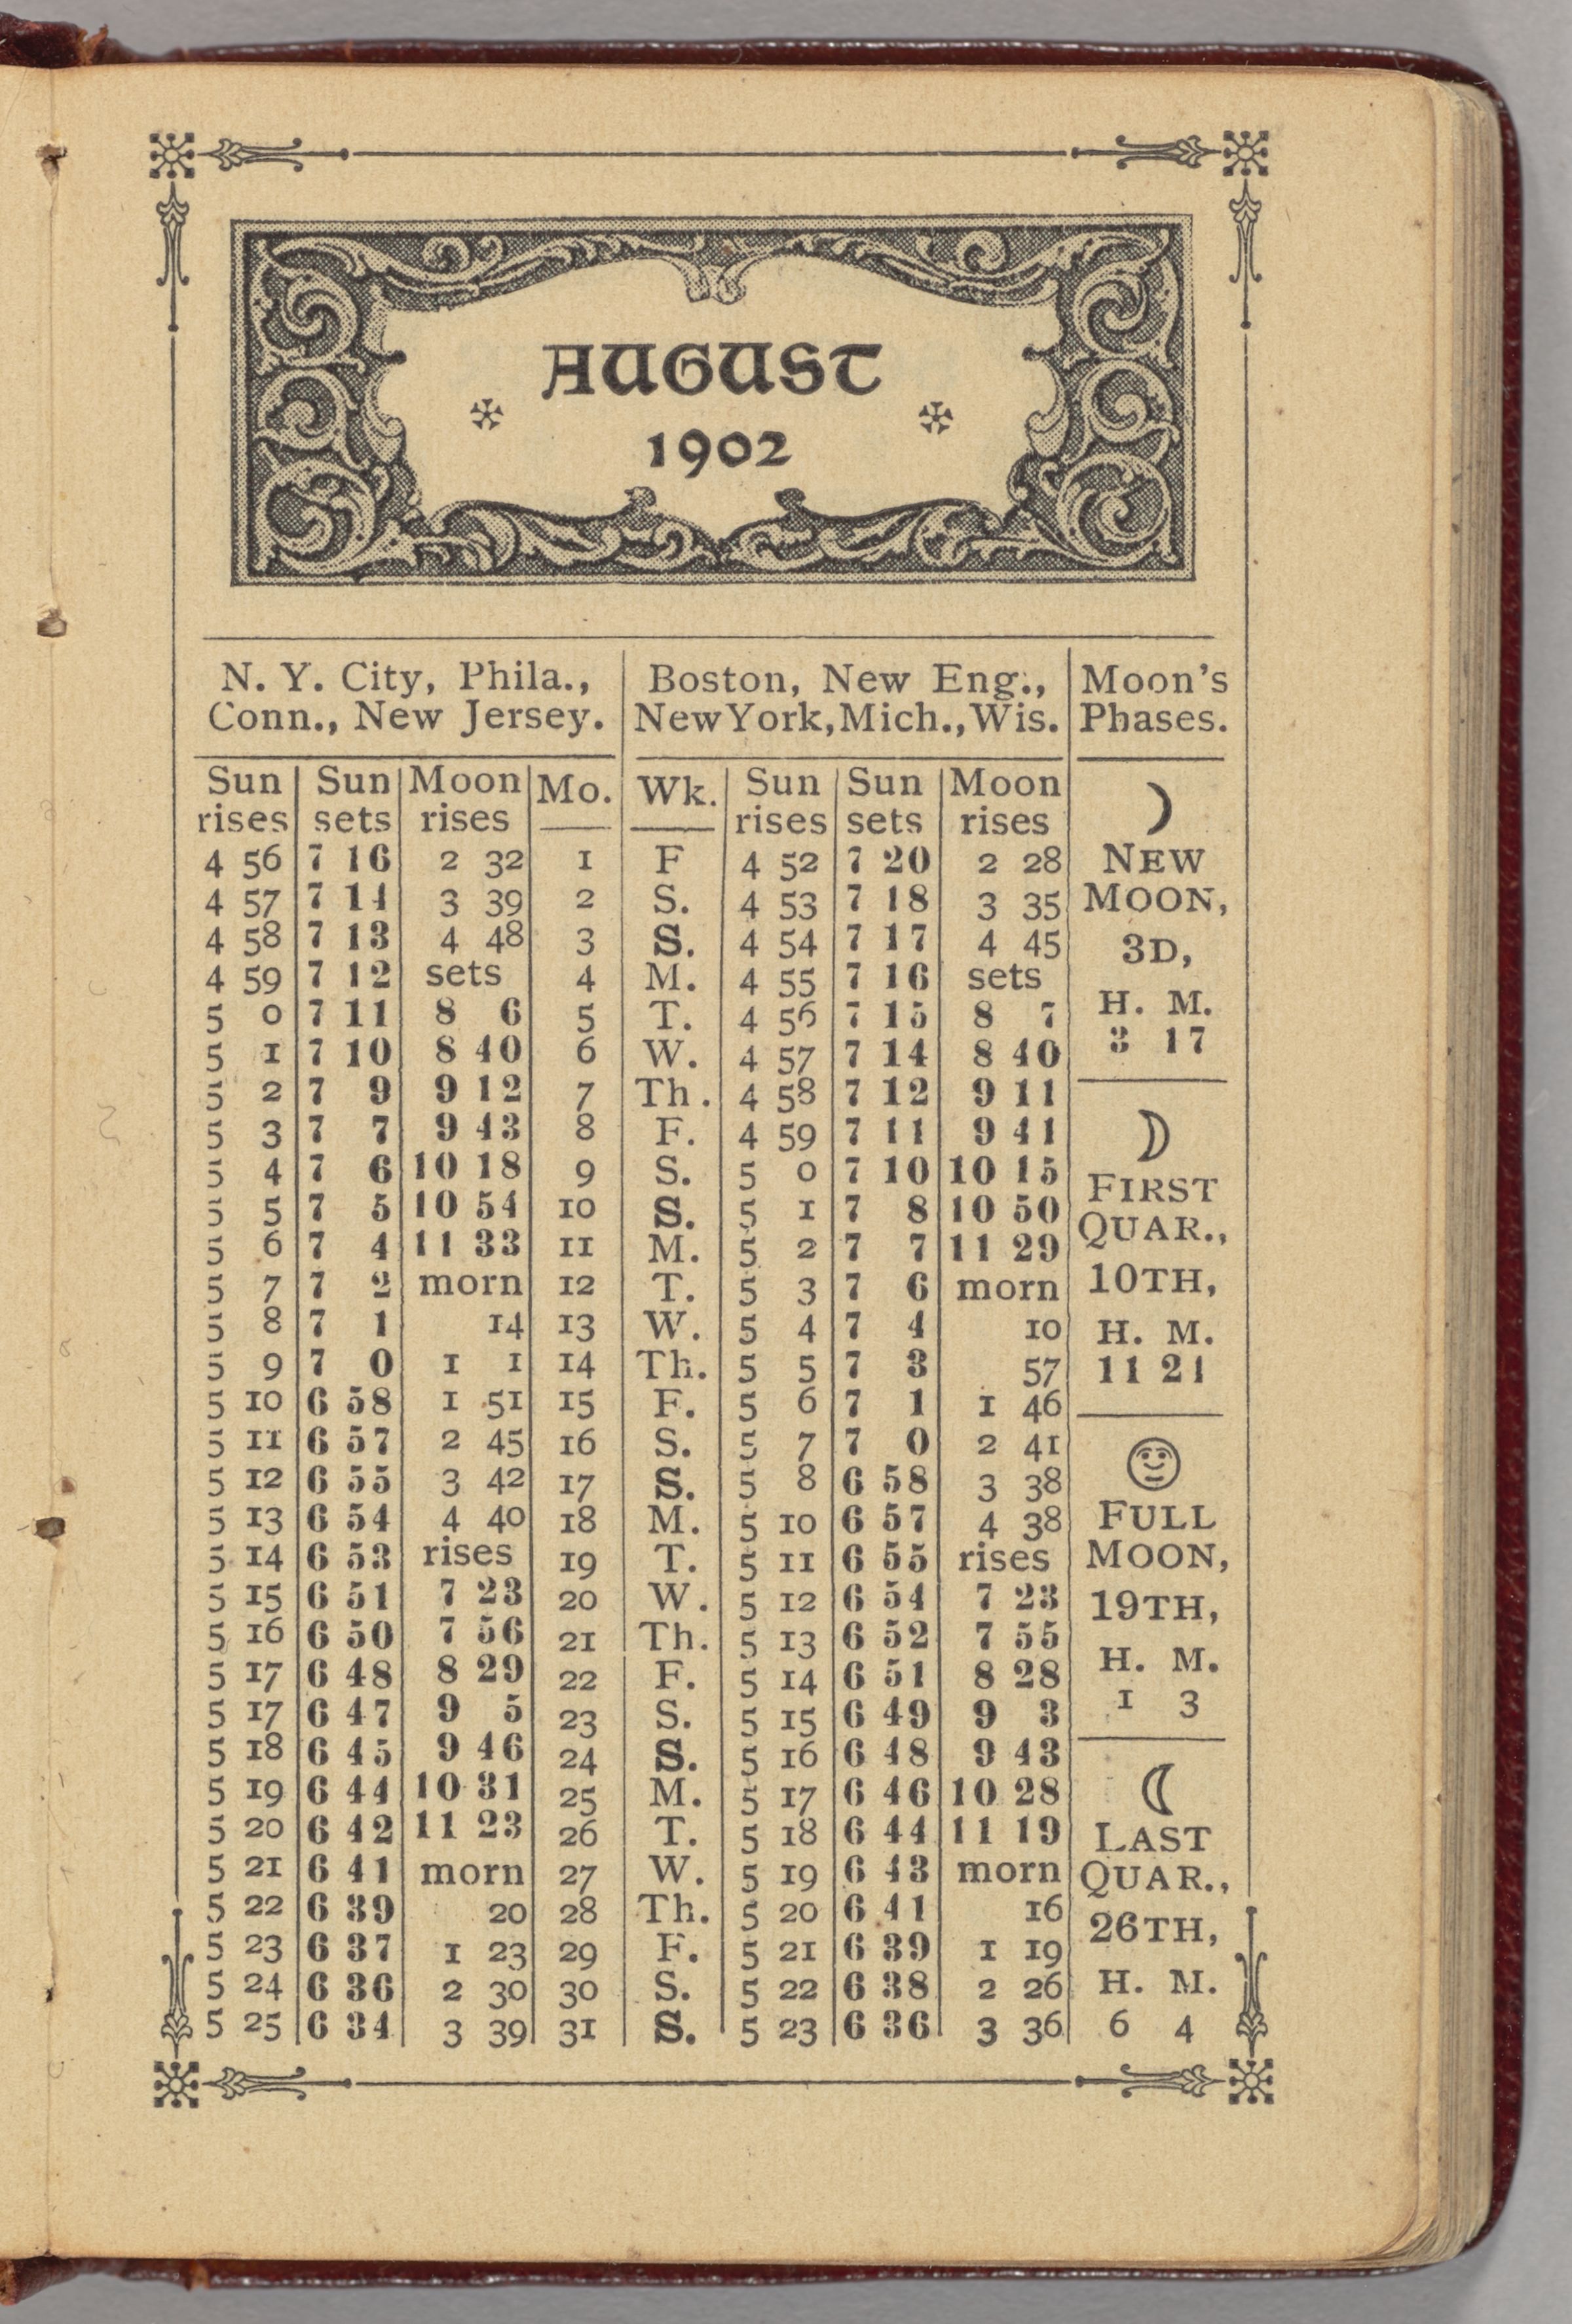 AUGUST
1902
N. Y. City, Phila., Boston, New Eng., Moon's
Conn., New Jersey. New York, Mich., Wis. Phases.
Sun Sun Moon Mo. Wk. Sun Sun Moon
rises sets rises rises sets rises
4 56 7 16 2 32 1 F 4 52 7 20 2 28 NEW
4 57 7 14 3 39 2 S. 4 53 7 18 3 35 MOON,
4 58 7 13 4 48 3 S. 4 54 7 17 4 45 3D,
4 59 7 12 sets 4 M. 4 55 7 16 sets
5 0 7 11 8 6 5 T. 4 56 7 15 8 7 H. M.
5 1 7 10 8 40 6 W. 4 57 7 14 8 40 3 17
5 2 7 9 9 12 7 Th. 4 58 7 12 9 11
5 3 7 7 9 43 8 F. 4 59 7 11 9 41
5 4 7 6 10 18 9 S. 5 0 7 10 10 15 FIRST
5 5 7 5 10 54 10 S. 5 1 7 8 10 50 QUAR.,
5 6 7 4 11 33 11 M. 5 2 7 7 11 29
5 7 7 2 morn 12 T. 5 3 7 6 morn 10TH,
5 8 7 1 14 13 W. 5 4 7 4 10 H. M.
5 9 7 0 1 1 14 Th. 5 5 7 3 57 11 21
5 10 6 58 1 51 15 F. 5 6 7 1 1 46
5 11 6 57 2 45 16 S. 5 7 7 0 2 41
5 12 6 55 3 42 17 S. 5 8 6 58 3 38
5 13 6 54 4 40 18 M. 5 10 6 57 4 38 FULL
5 14 6 53 rises 19 T. 5 11 6 55 rises MOON,
5 15 6 51 7 23 20 W. 5 12 6 54 7 23 19TH,
5 16 6 50 7 56 21 Th. 5 13 6 52 7 55
5 17 6 48 8 29 22 F. 5 14 6 51 8 28 H. M.
5 17 6 47 9 5 23 S. 5 15 6 49 9 3 1 3
5 18 6 45 9 46 24 S. 5 16 6 48 9 43
5 19 6 44 10 31 25 M. 5 17 6 46 10 28
5 20 6 42 11 23 26 T. 5 18 6 44 11 19 LAST
5 21 6 41 morn 27 W. 5 19 6 43 morn QUAR.,
5 22 6 39 20 28 Th. 5 20 6 41 16 26TH,
5 23 6 37 1 23 29 F. 5 21 6 39 1 19
5 24 6 36 2 30 30 S. 5 22 6 38 2 26 H. M.
5 25 6 34 3 39 31 S. 5 23 6 36 3 36 6 4